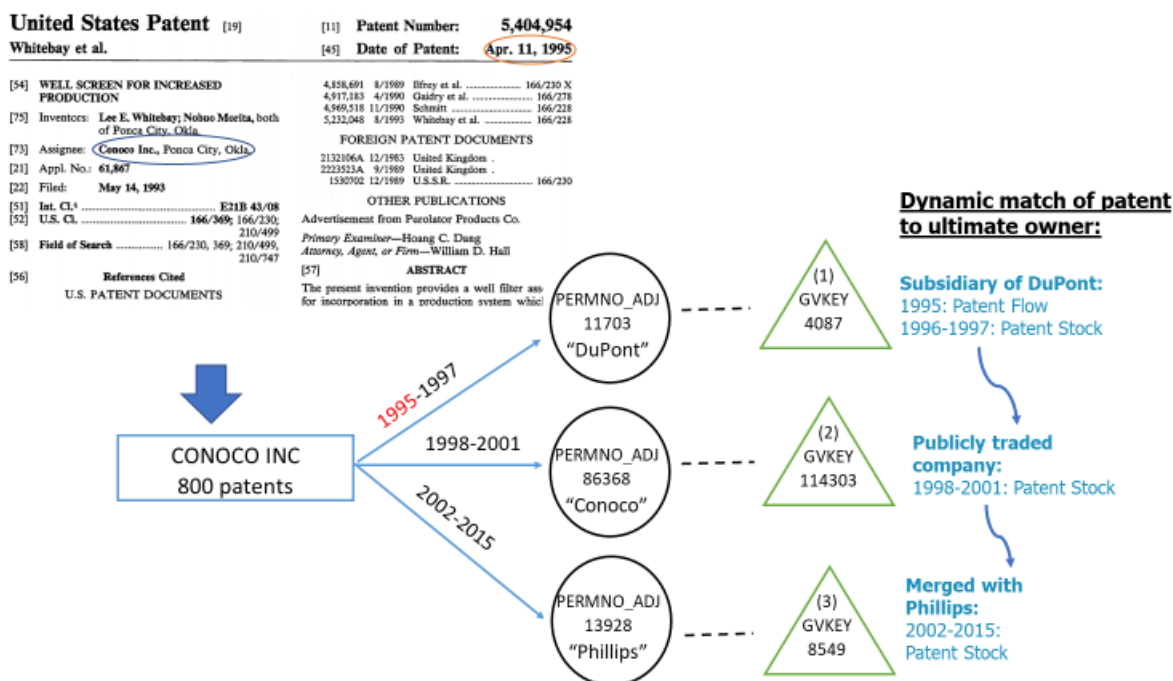 United States Patent [19]
Whitebay et al.
[11] Patent Number: 5,404,954
[45] Date of Patent: Apr. 11, 1995
[54] WELL SCREEN FOR INCREASED
PRODUCTION
[75] Inventors: Lee E. Whitebay; Nobuo Morita, both
of Ponca City, Okla.
[73] Assignee: Conoco Inc., Ponca City, Okla.
[21] Appl. No.: 61,867
[22] Filed: May 14, 1993
[51] Int. Cl.⁶ .................... E21B 43/08
[52] U.S. Cl. .................... 166/369; 166/230;
210/499
[58] Field of Search ............ 166/230, 369; 210/499,
210/747
[56] References Cited
U.S. PATENT DOCUMENTS
4,858,691 8/1989 Ilfrey et al. .................... 166/230 X
4,917,183 4/1990 Gaidry et al. .................... 166/278
4,969,518 11/1990 Schmitt .................... 166/228
5,232,048 8/1993 Whitebay et al. .................... 166/228
FOREIGN PATENT DOCUMENTS
2132106A 12/1983 United Kingdom .
2223523A 9/1989 United Kingdom .
1530702 12/1989 U.S.S.R. .................... 166/230
OTHER PUBLICATIONS
Advertisement from Purolator Products Co.
Primary Examiner—Hoang C. Dang
Attorney, Agent, or Firm—William D. Hall
[57] ABSTRACT
The present invention provides a well filter ass
for incorporation in a production system whicl
CONOCO INC
800 patents
1995-1997
1998-2001
2002-2015
PERMNO_ADJ
11703
“DuPont”
PERMNO_ADJ
86368
“Conoco”
PERMNO_ADJ
13928
“Phillips”
(1)
GVKEY
4087
(2)
GVKEY
114303
(3)
GVKEY
8549
Dynamic match of patent
to ultimate owner:
Subsidiary of DuPont:
1995: Patent Flow
1996-1997: Patent Stock
Publicly traded
company:
1998-2001: Patent Stock
Merged with
Phillips:
2002-2015:
Patent Stock